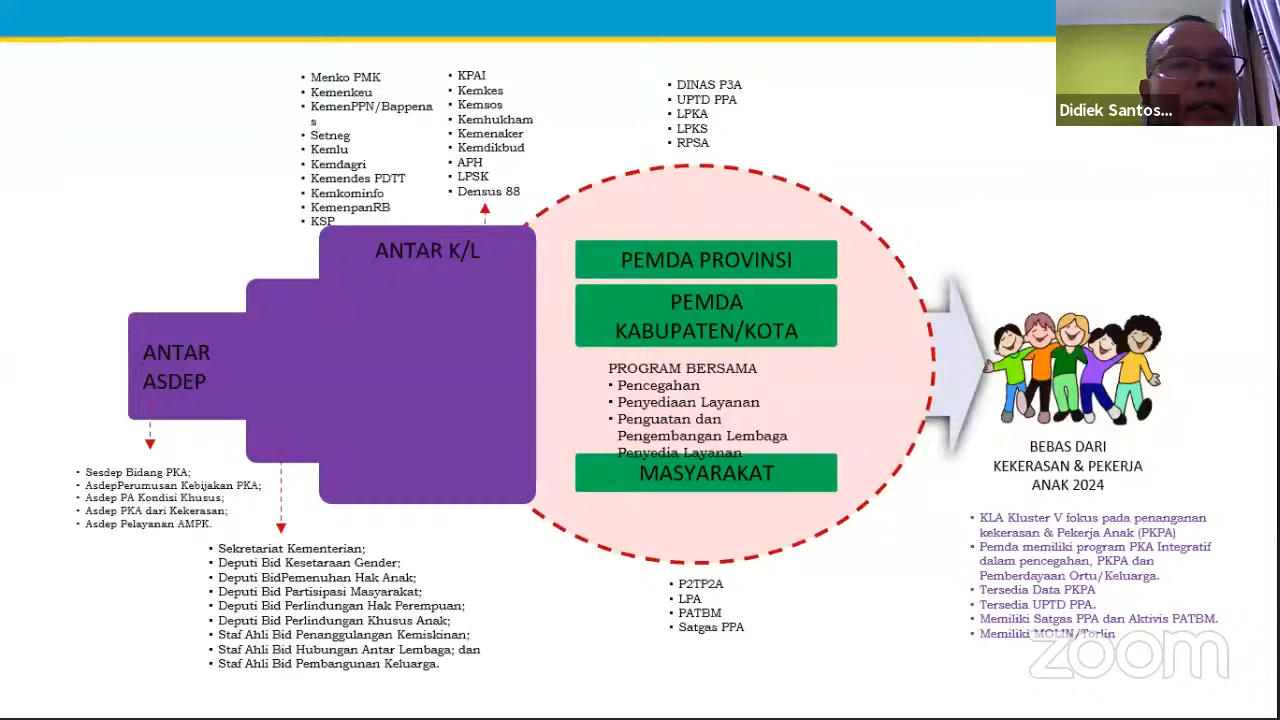 Didiek Santos...
▪ Menko PMK
▪ Kemenkeu
▪ KemenPPN/Bappena
s
▪ Setneg
▪ Kemlu
▪ Kemdagri
▪ Kemendes PDTT
▪ Kemkominfo
▪ KemenpanRB
▪ KSP
▪ KPAI
▪ Kemkes
▪ Kemsos
▪ Kemhukham
▪ Kemenaker
▪ Kemdikbud
▪ APH
▪ LPSK
▪ Densus 88
▪ DINAS P3A
▪ UPTD PPA
▪ LPKA
▪ LPKS
▪ RPSA
ANTAR K/L
ANTAR
ASDEP
PEMDA PROVINSI
PEMDA
KABUPATEN/KOTA
PROGRAM BERSAMA
▪ Pencegahan
▪ Penyediaan Layanan
▪ Penguatan dan
Pengembangan Lembaga
Penyedia Layanan
MASYARAKAT
BEBAS DARI
KEKERASAN & PEKERJA
ANAK 2024
▪ Sesdep Bidang PKA;
▪ AsdepPerumusan Kebijakan PKA;
▪ Asdep PA Kondisi Khusus;
▪ Asdep PKA dari Kekerasan;
▪ Asdep Pelayanan AMPK.
▪ Sekretariat Kementerian;
▪ Deputi Bid Kesetaraan Gender;
▪ Deputi BidPemenuhan Hak Anak;
▪ Deputi Bid Partisipasi Masyarakat;
▪ Deputi Bid Perlindungan Hak Perempuan;
▪ Deputi Bid Perlindungan Khusus Anak;
▪ Staf Ahli Bid Penanggulangan Kemiskinan;
▪ Staf Ahli Bid Hubungan Antar Lembaga; dan
▪ Staf Ahli Bid Pembangunan Keluarga.
▪ P2TP2A
▪ LPA
▪ PATBM
▪ Satgas PPA
▪ KLA Kluster V fokus pada penanganan
kekerasan & Pekerja Anak (PKPA)
▪ Pemda memiliki program PKA Integratif
dalam pencegahan, PKPA dan
Pemberdayaan Ortu/Keluarga.
▪ Tersedia Data PKPA
▪ Tersedia UPTD PPA.
▪ Memiliki Satgas PPA dan Aktivis PATBM.
▪ Memiliki MOLIN/Torlin
zoom